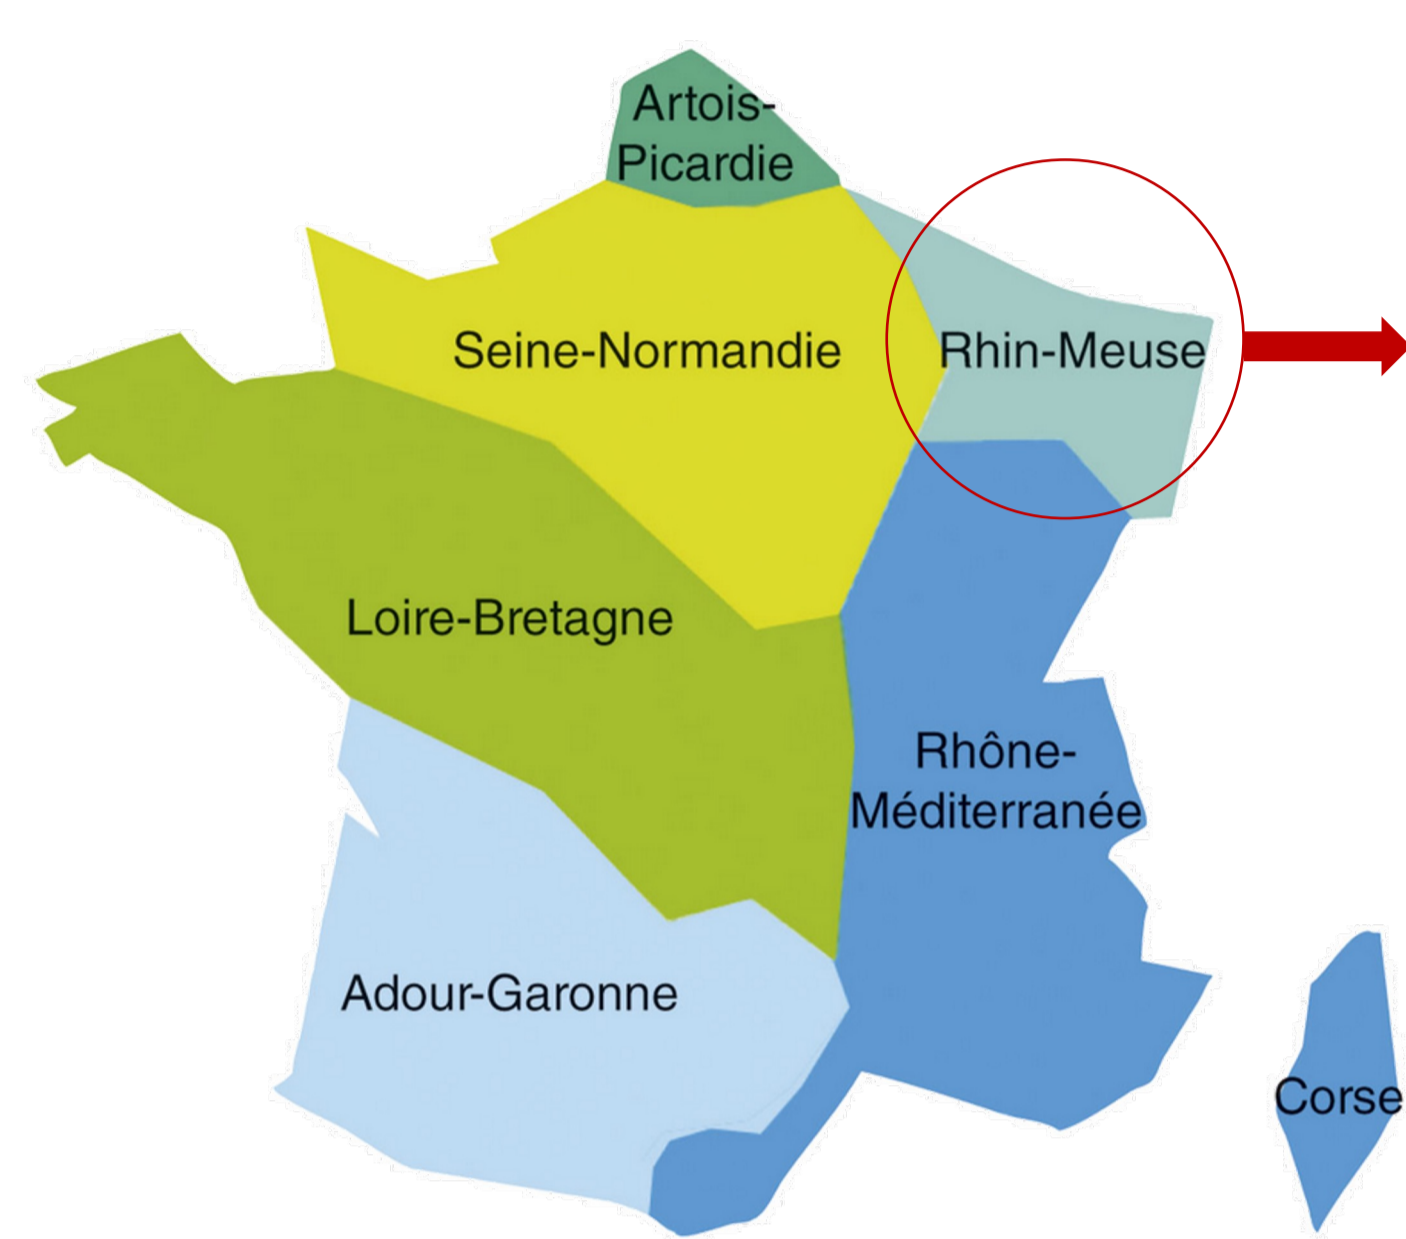 Artois-
Picardie
Seine-Normandie
Rhin-Meuse
Loire-Bretagne
Rhône-
Méditerranée
Adour-Garonne
Corse